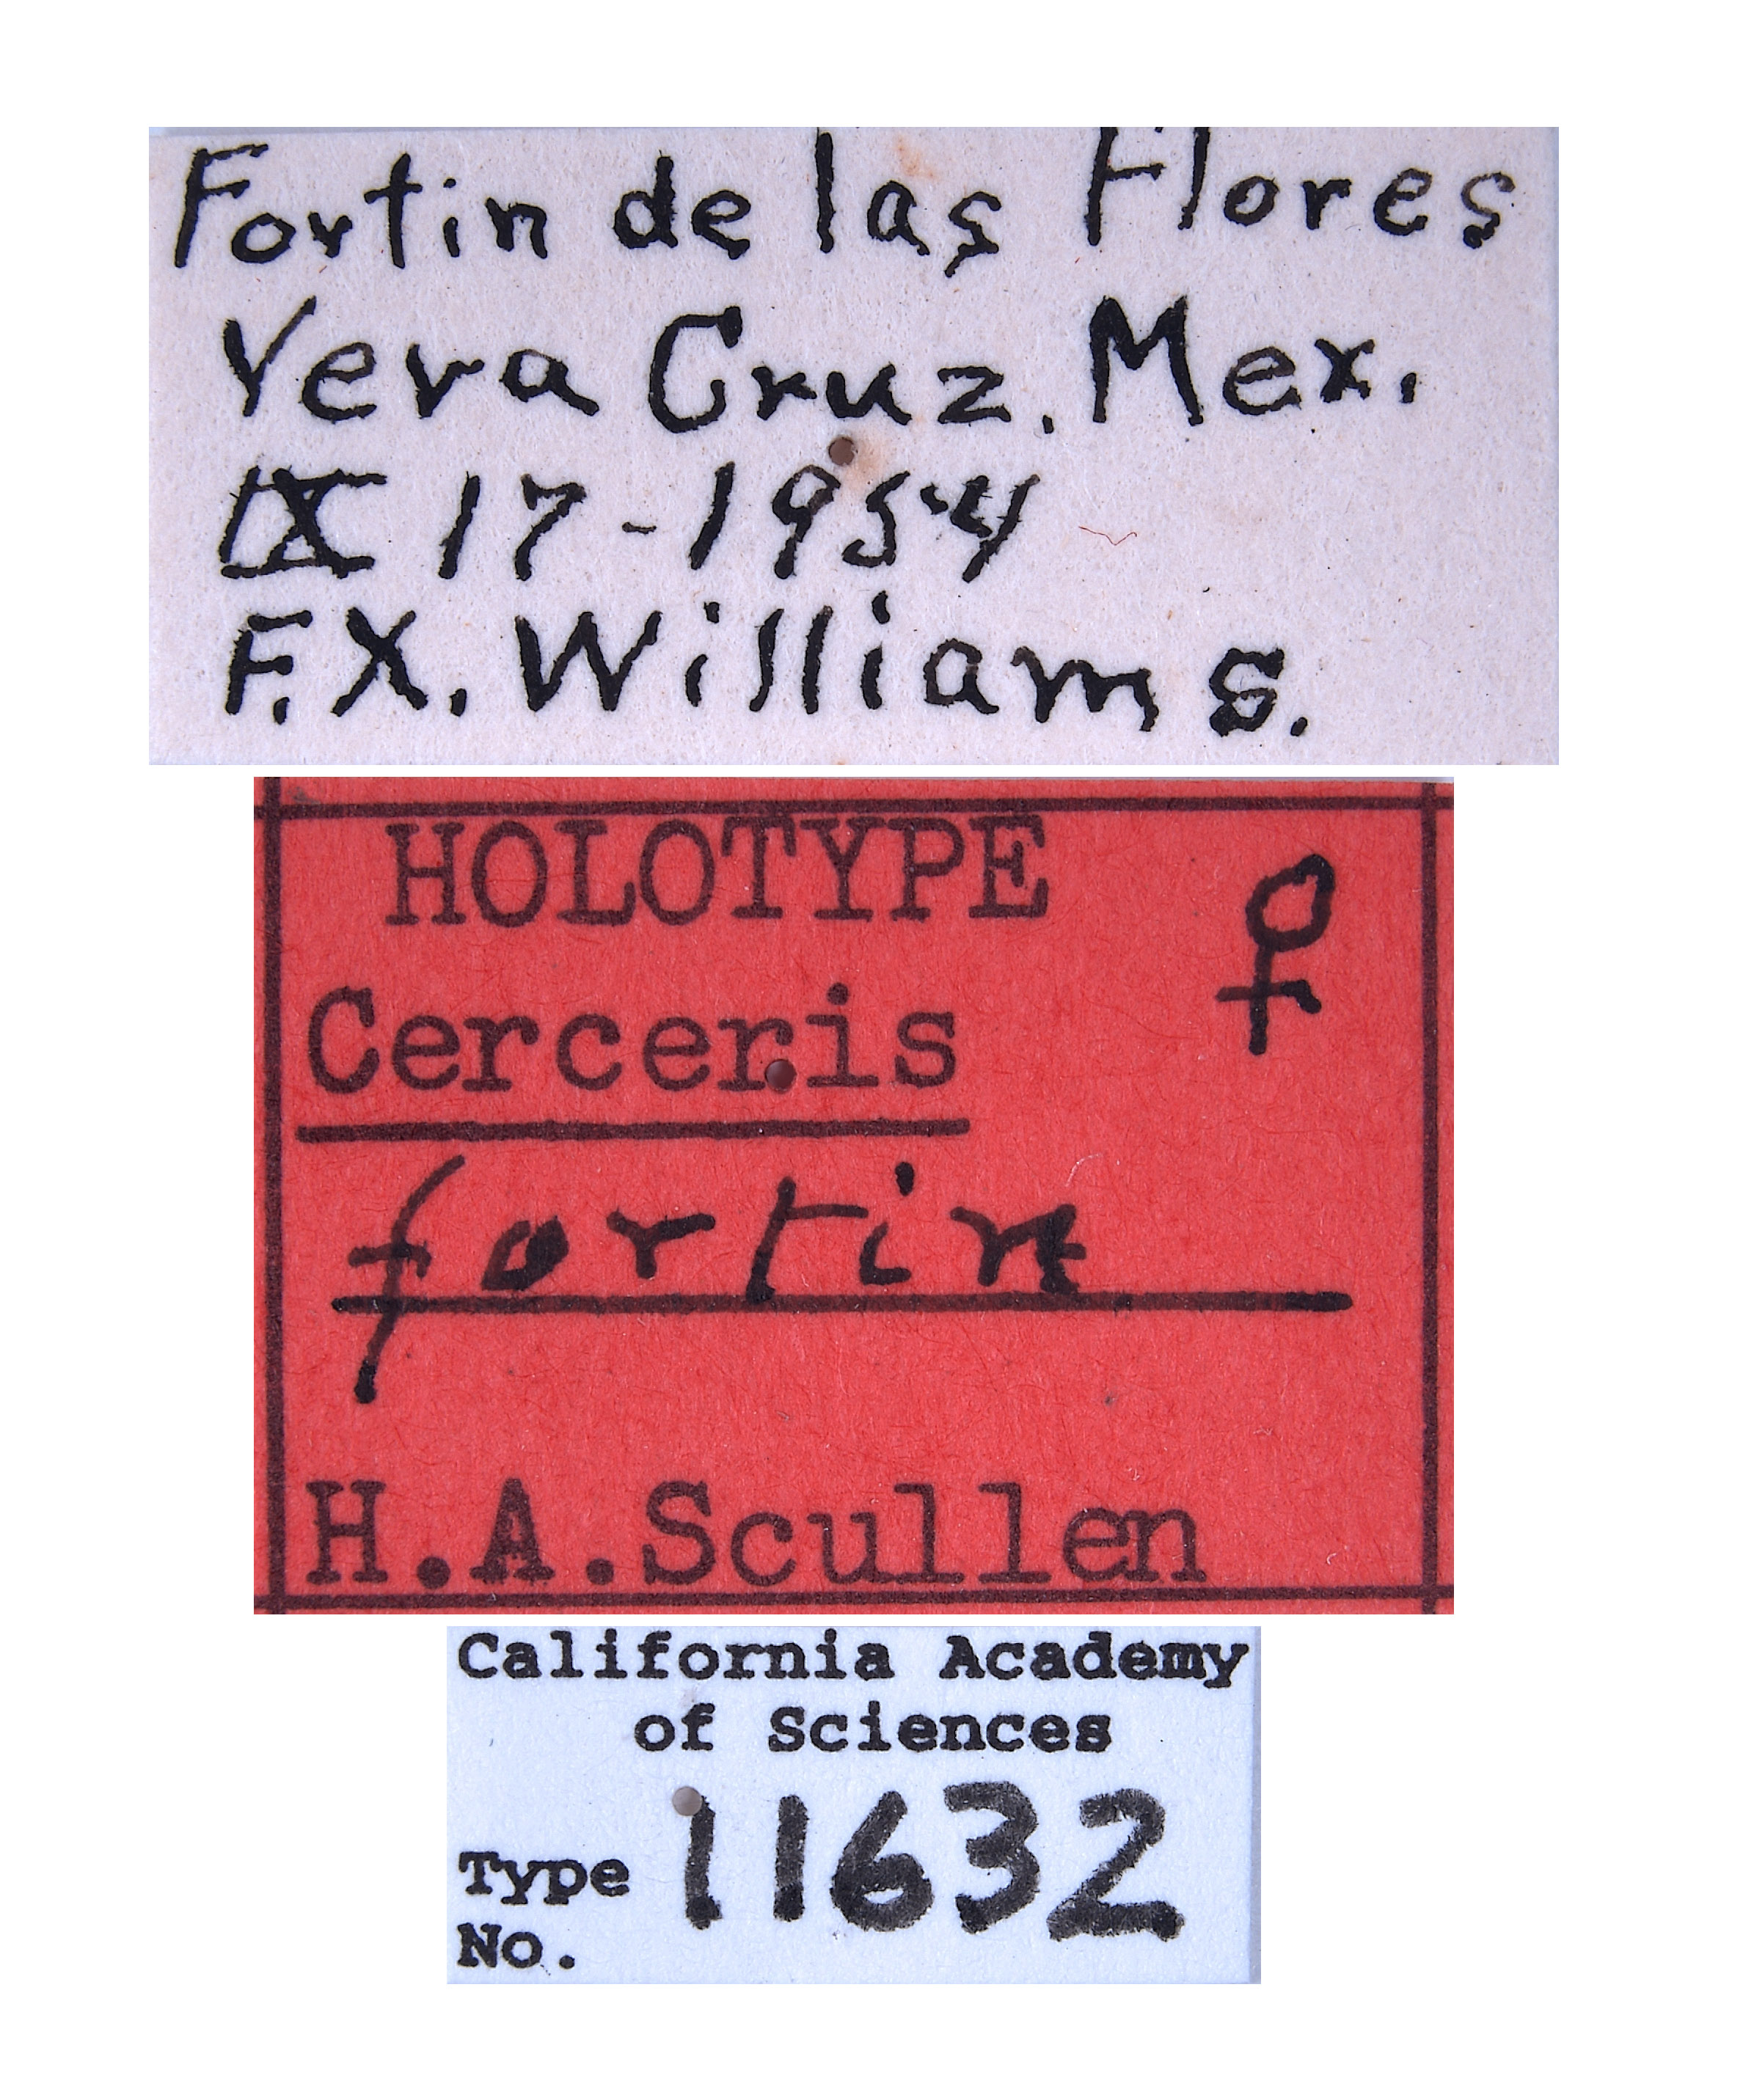 Fortin de las Flores
Vera Cruz. Mex.
IX 17-1954
F.X. Williams.
HOLOTYPE ♀
Cerceris
fortin
H.A.Scullen
California Academy
of Sciences
Type No. 11632